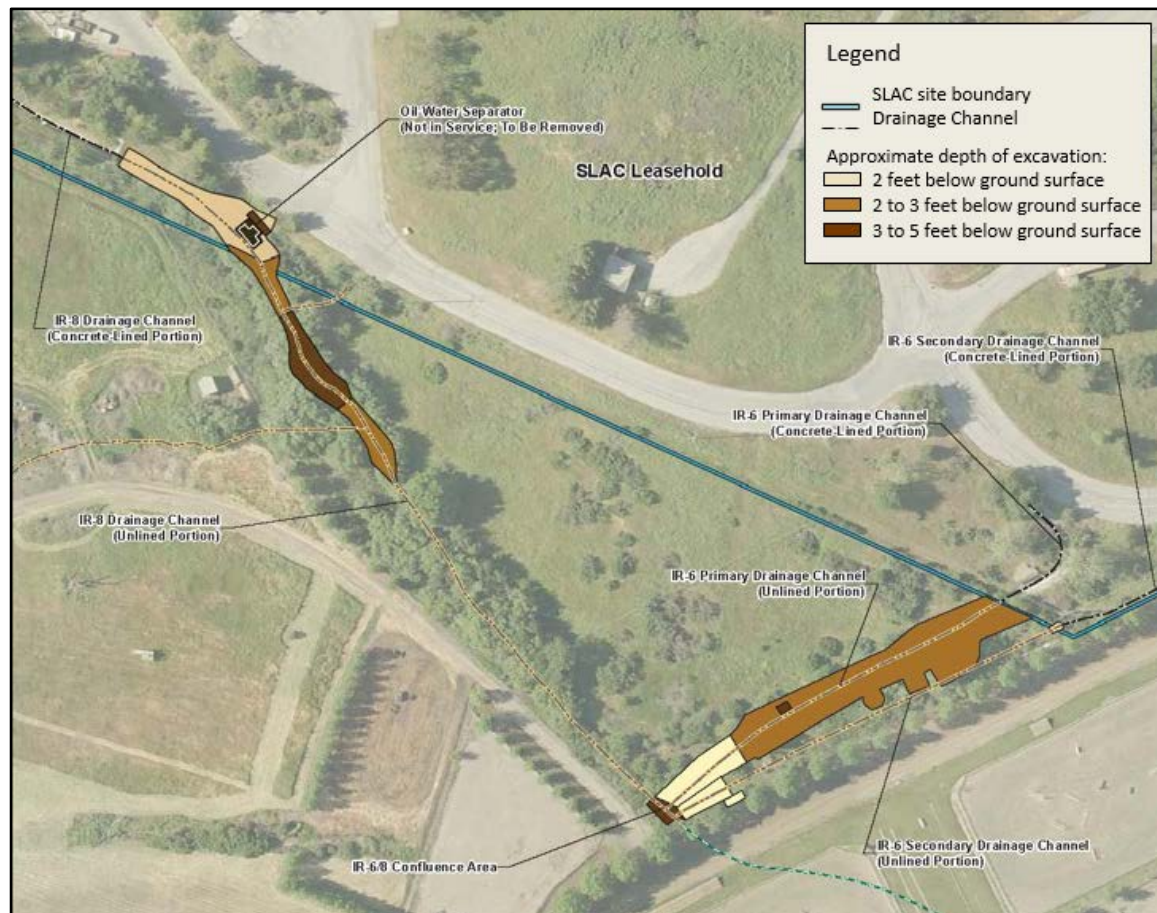 Legend
SLAC site boundary
Drainage Channel
Approximate depth of excavation:
2 feet below ground surface
2 to 3 feet below ground surface
3 to 5 feet below ground surface
Oil-Water Separator
(Not in Service; To Be Removed)
SLAC Leasehold
IR-8 Drainage Channel
(Concrete-Lined Portion)
IR-6 Secondary Drainage Channel
(Concrete-Lined Portion)
IR-6 Primary Drainage Channel
(Concrete-Lined Portion)
IR-8 Drainage Channel
(Unlined Portion)
IR-6 Primary Drainage Channel
(Unlined Portion)
IR-6 Secondary Drainage Channel
(Unlined Portion)
IR-6/8 Confluence Area